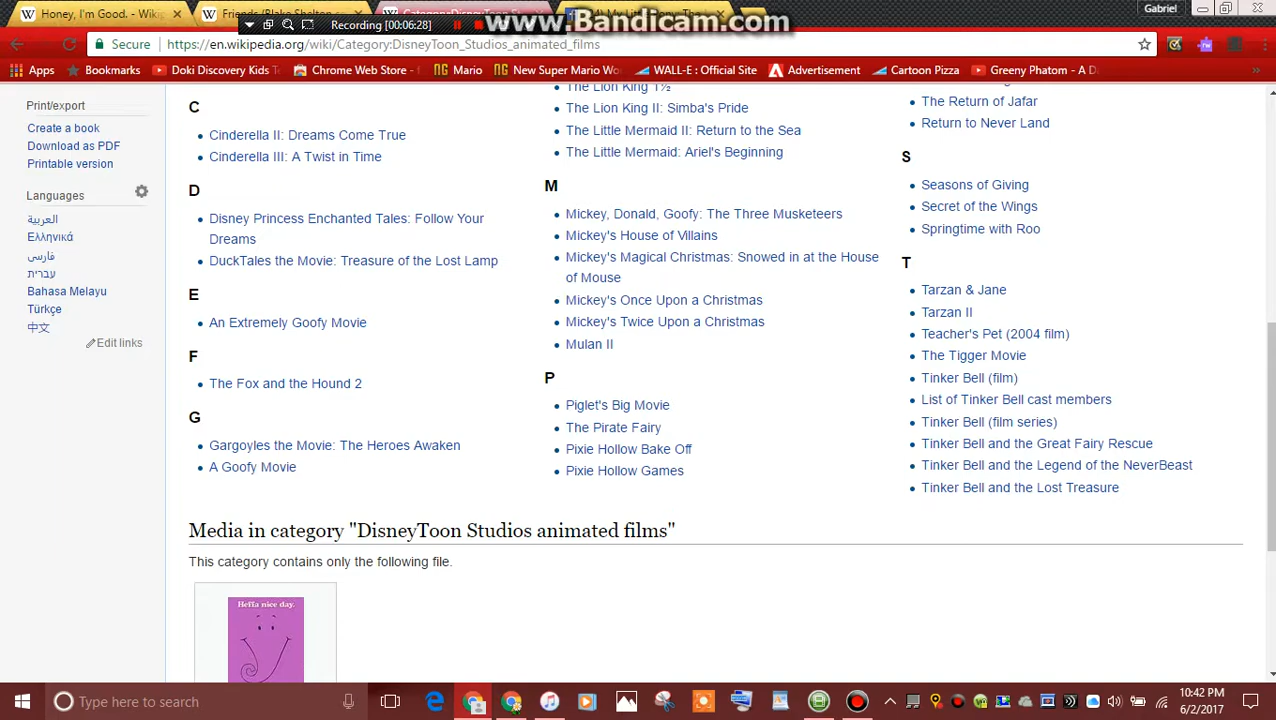 Honey, I'm Good. - Wiki
Friends (Blake Shelton s
Recording [00:06:28]
www.Bandicam.com
Gabriel
Secure
https://en.wikipedia.org/wiki/Category:DisneyToon_Studios_animated_films
Apps
Bookmarks
Doki Discovery Kids T
Chrome Web Store -
Mario
New Super Mario Wo
WALL-E : Official Site
Advertisement
Cartoon Pizza
Greeny Phatom - A D
Print/export
Create a book
Download as PDF
Printable version
Languages
العربية
Ελληνικά
فارسی
עברית
Bahasa Melayu
Türkçe
中文
Edit links
C
Cinderella II: Dreams Come True
Cinderella III: A Twist in Time
D
Disney Princess Enchanted Tales: Follow Your
Dreams
DuckTales the Movie: Treasure of the Lost Lamp
E
An Extremely Goofy Movie
F
The Fox and the Hound 2
G
Gargoyles the Movie: The Heroes Awaken
A Goofy Movie
The Lion King 1½
The Lion King II: Simba's Pride
The Little Mermaid II: Return to the Sea
The Little Mermaid: Ariel's Beginning
M
Mickey, Donald, Goofy: The Three Musketeers
Mickey's House of Villains
Mickey's Magical Christmas: Snowed in at the House
of Mouse
Mickey's Once Upon a Christmas
Mickey's Twice Upon a Christmas
Mulan II
P
Piglet's Big Movie
The Pirate Fairy
Pixie Hollow Bake Off
Pixie Hollow Games
The Return of Jafar
Return to Never Land
S
Seasons of Giving
Secret of the Wings
Springtime with Roo
T
Tarzan & Jane
Tarzan II
Teacher's Pet (2004 film)
The Tigger Movie
Tinker Bell (film)
List of Tinker Bell cast members
Tinker Bell (film series)
Tinker Bell and the Great Fairy Rescue
Tinker Bell and the Legend of the NeverBeast
Tinker Bell and the Lost Treasure
Media in category "DisneyToon Studios animated films"
This category contains only the following file.
Heffa nice day.
Type here to search
10:42 PM
6/2/2017